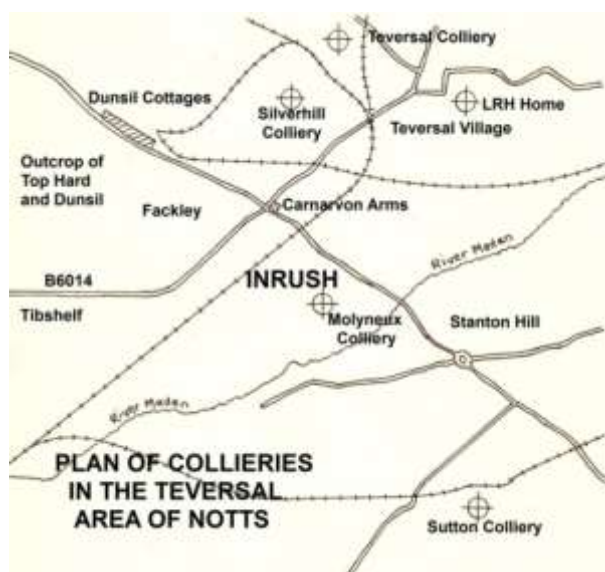 Teversal Colliery
Dunsil Cottages
Silverhill
Colliery
LRH Home
Teversal Village
Outcrop of
Top Hard
and Dunsil
Fackley
Carnarvon Arms
River Meden
B6014
INRUSH
Tibshelf
Molyneux
Colliery
Stanton Hill
River Meden
PLAN OF COLLIERIES
IN THE TEVERSAL
AREA OF NOTTS
Sutton Colliery